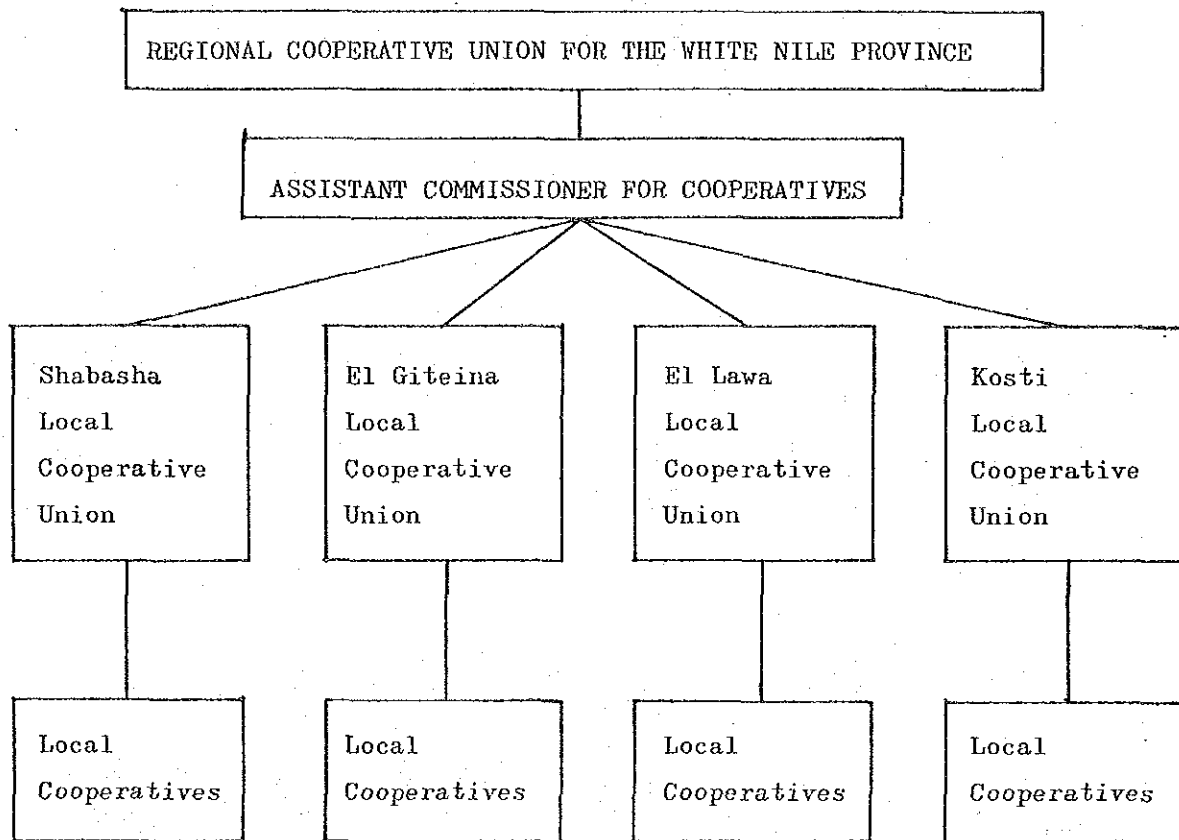 REGIONAL COOPERATIVE UNION FOR THE WHITE NILE PROVINCE
ASSISTANT COMMISSIONER FOR COOPERATIVES
Shabasha
Local
Cooperative
Union
El Giteina
Local
Cooperative
Union
El Lawa
Local
Cooperative
Union
Kosti
Local
Cooperative
Union
Local
Cooperatives
Local
Cooperatives
Local
Cooperatives
Local
Cooperatives